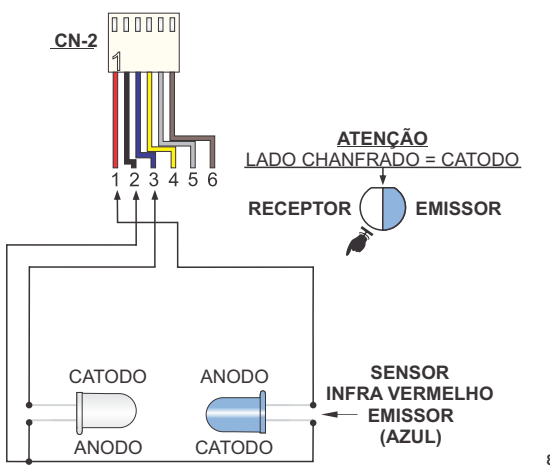 CN-2
1
1 2 3 4 5 6
ATENÇÃO
LADO CHANFRADO = CATODO
RECEPTOR
EMISSOR
CATODO
ANODO
ANODO
CATODO
SENSOR
INFRA VERMELHO
EMISSOR
(AZUL)